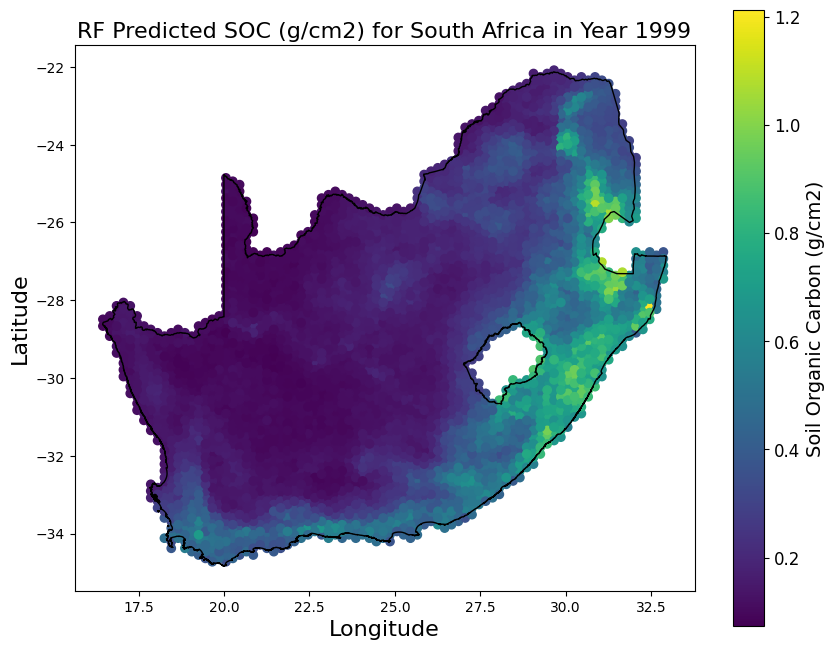 RF Predicted SOC (g/cm2) for South Africa in Year 1999
−22
−24
−26
−28
−30
−32
−34
Latitude
17.5 20.0 22.5 25.0 27.5 30.0 32.5
Longitude
1.2
1.0
0.8
0.6
0.4
0.2
Soil Organic Carbon (g/cm2)